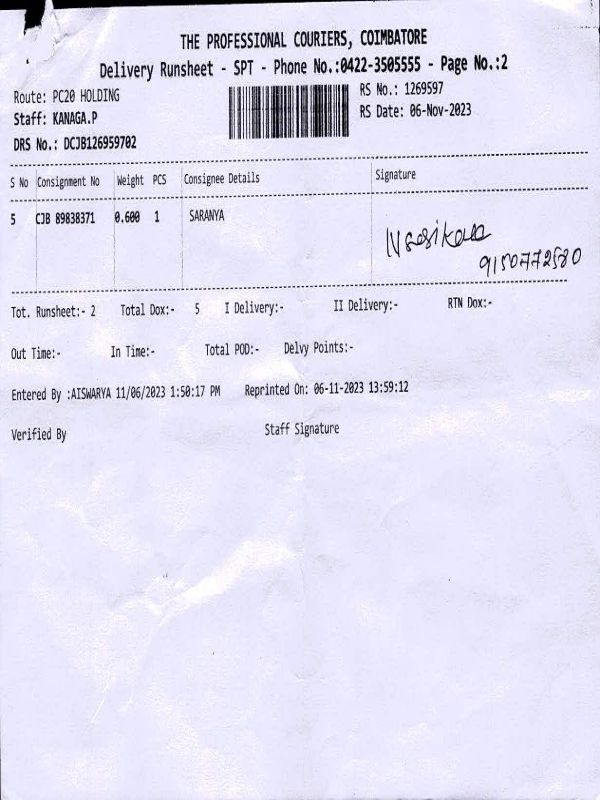 THE PROFESSIONAL COURIERS, COIMBATORE
Delivery Runsheet - SPT - Phone No.:0422-3505555 - Page No.:2
Route: PC20 HOLDING
RS No.: 1269597
Staff: KANAGA.P
RS Date: 06-Nov-2023
DRS No.: DCJB126959702
S No Consignment No Weight PCS Consignee Details Signature
5 CJB 89838371 0.600 1 SARANYA
9150772580
Tot. Runsheet:- 2 Total Dox:- 5 I Delivery:- II Delivery:- RTN Dox:-
Out Time:- In Time:- Total POD:- Delvy Points:-
Entered By :AISWARYA 11/06/2023 1:50:17 PM Reprinted On: 06-11-2023 13:59:12
Verified By Staff Signature